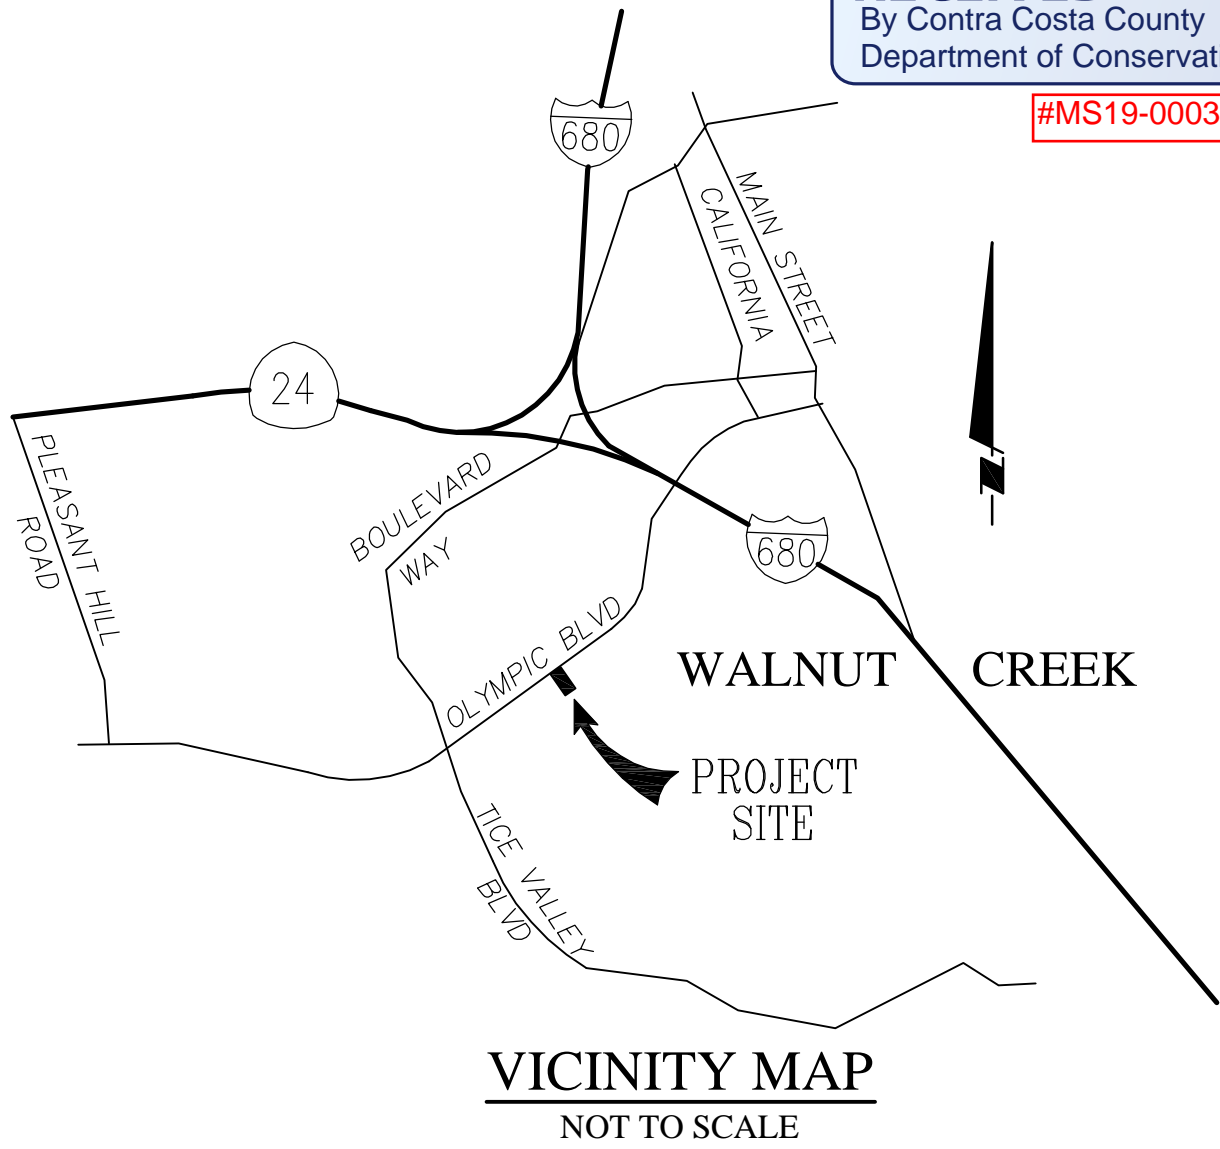 By Contra Costa County
#MS19-0003
680
MAIN STREET
CALIFORNIA
24
PLEASANT HILL
ROAD
BOULEVARD
WAY
680
OLYMPIC BLVD
WALNUT CREEK
PROJECT
SITE
TICE VALLEY
BLVD
VICINITY MAP
NOT TO SCALE
Department of